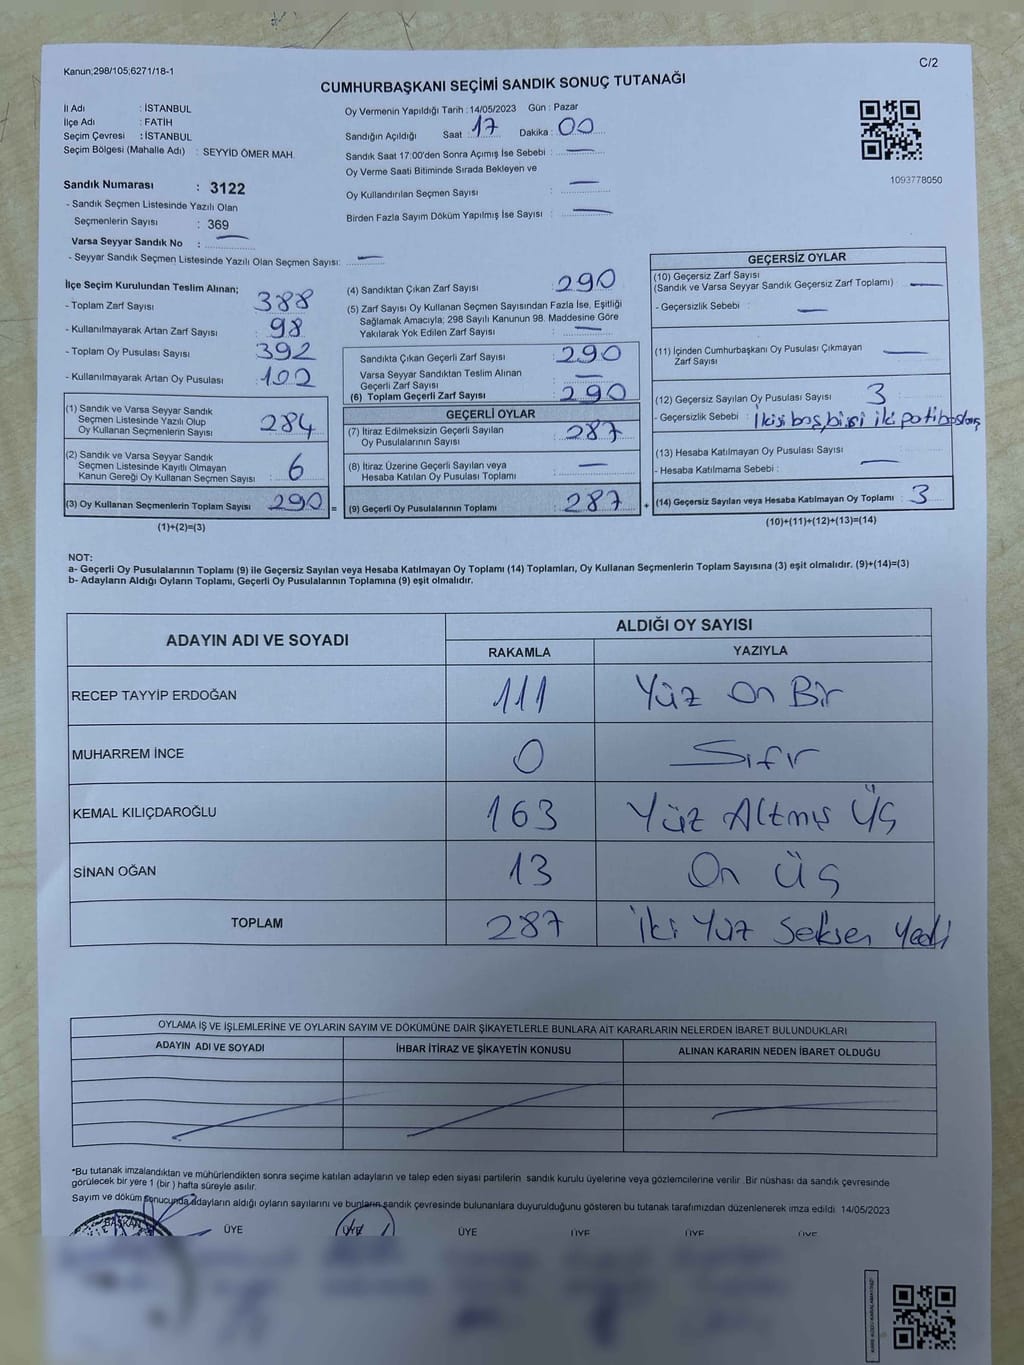 Kanun;298/105;6271/18-1
C/2
CUMHURBAŞKANI SEÇİMİ SANDIK SONUÇ TUTANAĞI
İl Adı : İSTANBUL
İlçe Adı : FATİH
Seçim Çevresi : İSTANBUL
Seçim Bölgesi (Mahalle Adı) : SEYYİD ÖMER MAH.
Sandık Numarası : 3122
- Sandık Seçmen Listesinde Yazılı Olan
Seçmenlerin Sayısı : 369
Varsa Seyyar Sandık No : —
- Seyyar Sandık Seçmen Listesinde Yazılı Olan Seçmen Sayısı: —
Oy Vermenin Yapıldığı Tarih : 14/05/2023 Gün : Pazar
Sandığın Açıldığı Saat : 17 Dakika : 00
Sandık Saat 17:00'den Sonra Açımış İse Sebebi : —
Oy Verme Saati Bitiminde Sırada Bekleyen ve
Oy Kullandırılan Seçmen Sayısı : —
Birden Fazla Sayım Döküm Yapılmış İse Sayısı : —
1093778050
İlçe Seçim Kurulundan Teslim Alınan;
- Toplam Zarf Sayısı : 388
- Kullanılmayarak Artan Zarf Sayısı : 98
- Toplam Oy Pusulası Sayısı : 392
- Kullanılmayarak Artan Oy Pusulası : 102
(1) Sandık ve Varsa Seyyar Sandık
Seçmen Listesinde Yazılı Olup
Oy Kullanan Seçmenlerin Sayısı : 284
(2) Sandık ve Varsa Seyyar Sandık
Seçmen Listesinde Kayıtlı Olmayan
Kanun Gereği Oy Kullanan Seçmen Sayısı : 6
(3) Oy Kullanan Seçmenlerin Toplam Sayısı : 290 =
(1)+(2)=(3)
(4) Sandıktan Çıkan Zarf Sayısı : 290
(5) Zarf Sayısı Oy Kullanan Seçmen Sayısından Fazla İse, Eşitliği
Sağlamak Amacıyla, 298 Sayılı Kanunun 98. Maddesine Göre
Yakılarak Yok Edilen Zarf Sayısı : —
Sandıkta Çıkan Geçerli Zarf Sayısı : 290
Varsa Seyyar Sandıktan Teslim Alınan
Geçerli Zarf Sayısı : —
(6) Toplam Geçerli Zarf Sayısı : 290
GEÇERLİ OYLAR
(7) İtiraz Edilmeksizin Geçerli Sayılan
Oy Pusulalarının Sayısı : 287
(8) İtiraz Üzerine Geçerli Sayılan veya
Hesaba Katılan Oy Pusulası Toplamı : —
(9) Geçerli Oy Pusulalarının Toplamı : 287 +
GEÇERSİZ OYLAR
(10) Geçersiz Zarf Sayısı
(Sandık ve Varsa Seyyar Sandık Geçersiz Zarf Toplamı) : —
- Geçersizlik Sebebi : —
(11) İçinden Cumhurbaşkanı Oy Pusulası Çıkmayan
Zarf Sayısı : —
(12) Geçersiz Sayılan Oy Pusulası Sayısı : 3
- Geçersizlik Sebebi : ikisi boş, birisi iki
(13) Hesaba Katılmayan Oy Pusulası Sayısı :
- Hesaba Katılmama Sebebi : —
(14) Geçersiz Sayılan veya Hesaba Katılmayan Oy Toplamı : 3
(10)+(11)+(12)+(13)=(14)
NOT:
a- Geçerli Oy Pusulalarının Toplamı (9) ile Geçersiz Sayılan veya Hesaba Katılmayan Oy Toplamı (14) Toplamları, Oy Kullanan Seçmenlerin Toplam Sayısına (3) eşit olmalıdır. (9)+(14)=(3)
b- Adayların Aldığı Oyların Toplamı, Geçerli Oy Pusulalarının Toplamına (9) eşit olmalıdır.
ADAYIN ADI VE SOYADI
ALDIĞI OY SAYISI
RAKAMLA YAZIYLA
RECEP TAYYİP ERDOĞAN 111 Yüz On Bir
MUHARREM İNCE 0 Sıfır
KEMAL KILIÇDAROĞLU 163 Yüz Altmış Üç
SİNAN OĞAN 13 On Üç
TOPLAM 287 İki Yüz Seksen Yedi
OYLAMA İŞ VE İŞLEMLERİNE VE OYLARIN SAYIM VE DÖKÜMÜNE DAİR ŞİKAYETLERLE BUNLARA AİT KARARLARIN NELERDEN İBARET BULUNDUKLARI
ADAYIN ADI VE SOYADI İHBAR İTİRAZ VE ŞİKAYETİN KONUSU ALINAN KARARIN NEDEN İBARET OLDUĞU
*Bu tutanak imzalandıktan ve mühürlendikten sonra seçime katılan adayların ve talep eden siyasi partilerin sandık kurulu üyelerine veya gözlemcilerine verilir. Bir nüshası da sandık çevresinde
görülecek bir yere 1 (bir ) hafta süreyle asılır.
Sayım ve döküm sonucunda adayların aldığı oyların sayılarını ve bunların sandık çevresinde bulunanlara duyurulduğunu gösteren bu tutanak tarafımızdan düzenlenerek imza edildi. 14/05/2023
BAŞKAN ÜYE ÜYE ÜYE ÜYE ÜYE ÜYE